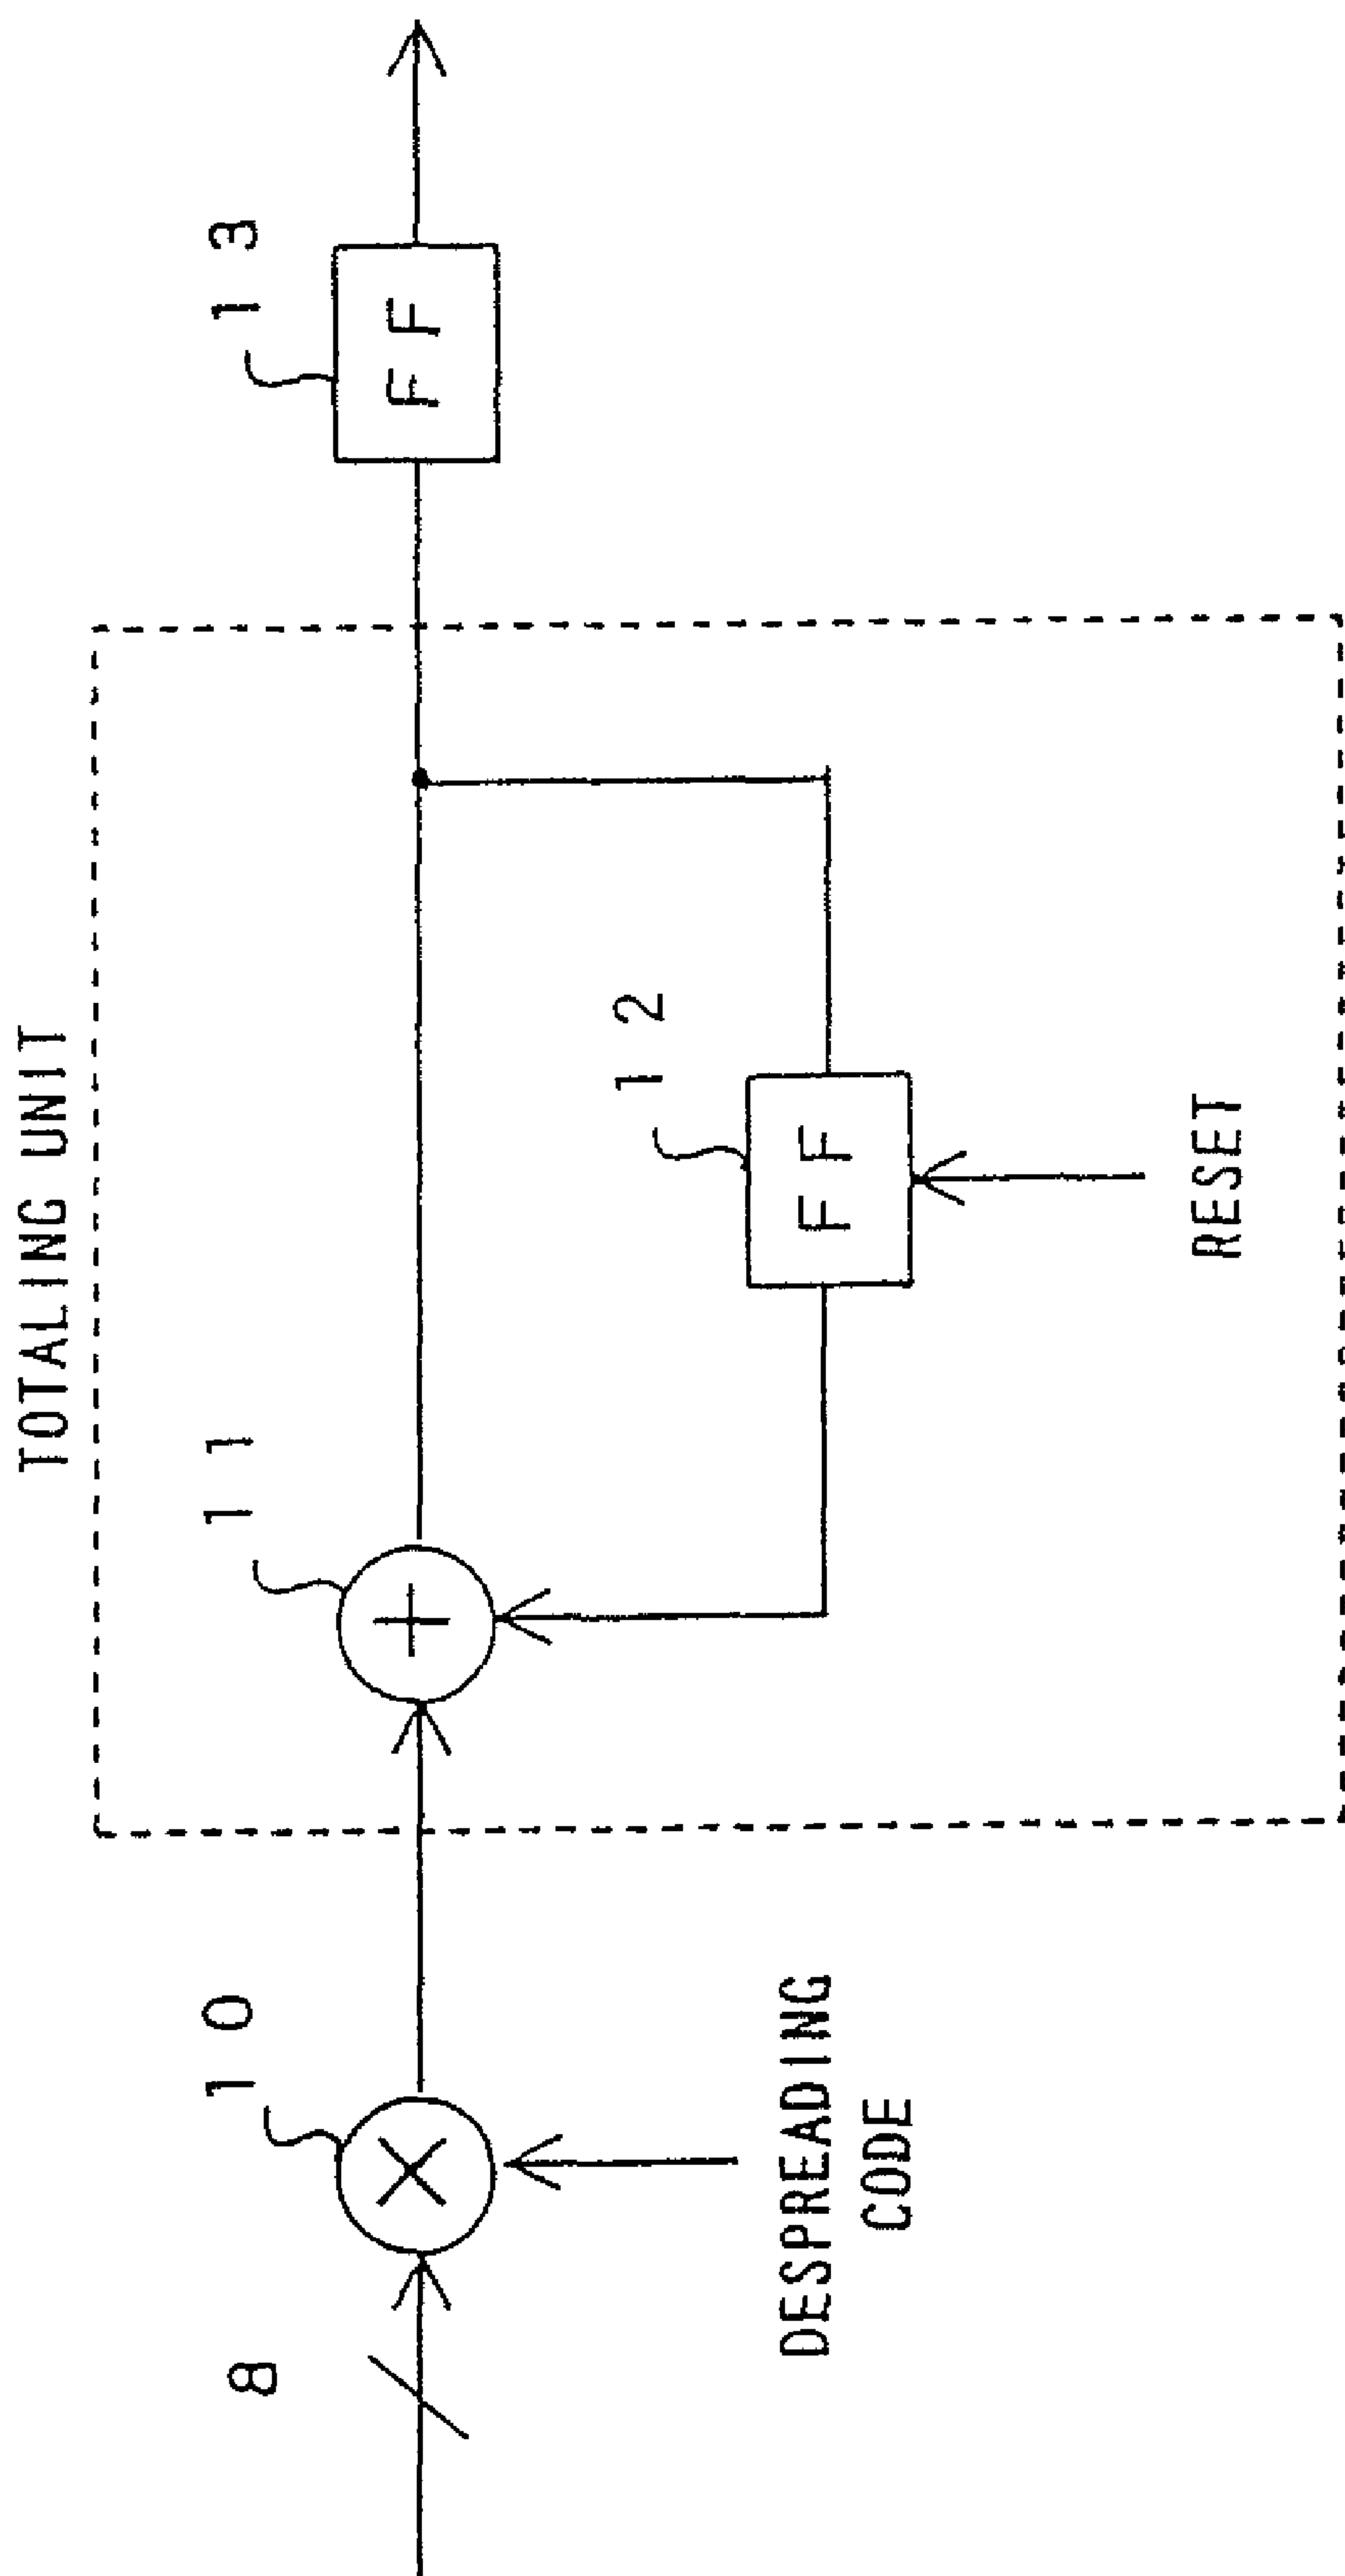 TOTALING UNIT
8
10
11
12
13
FF
FF
DESPREADING
CODE
RESET